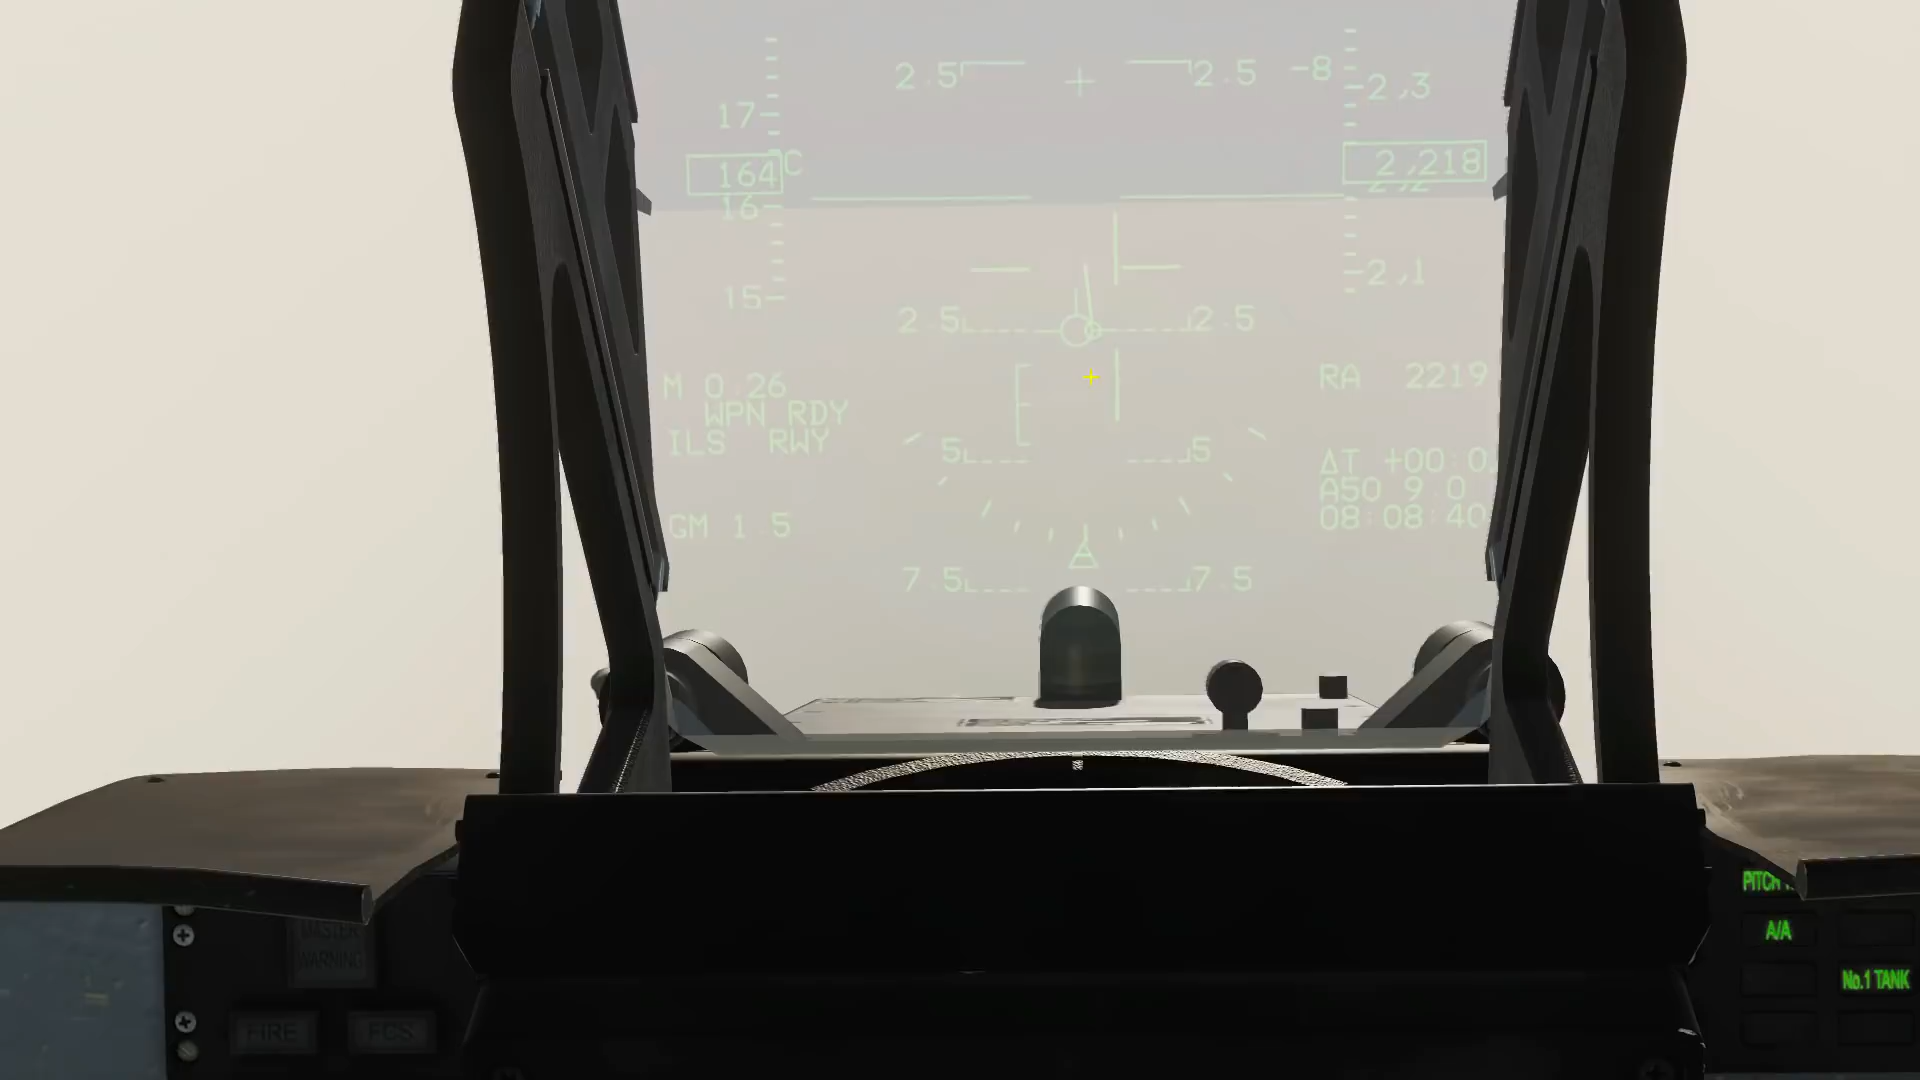 2.5 2.5 -8
2,3
17
164 C 2,218
16
15 2,1
2.5 2.5
M 0.26 RA 2219
WPN RDY
ILS RWY
5 5
ΔT +00:0
A50 9.0
GM 1.5 08:08:40
7.5 7.5
A/A
MASTER
WARNING
No.1 TANK
FIRE FCS